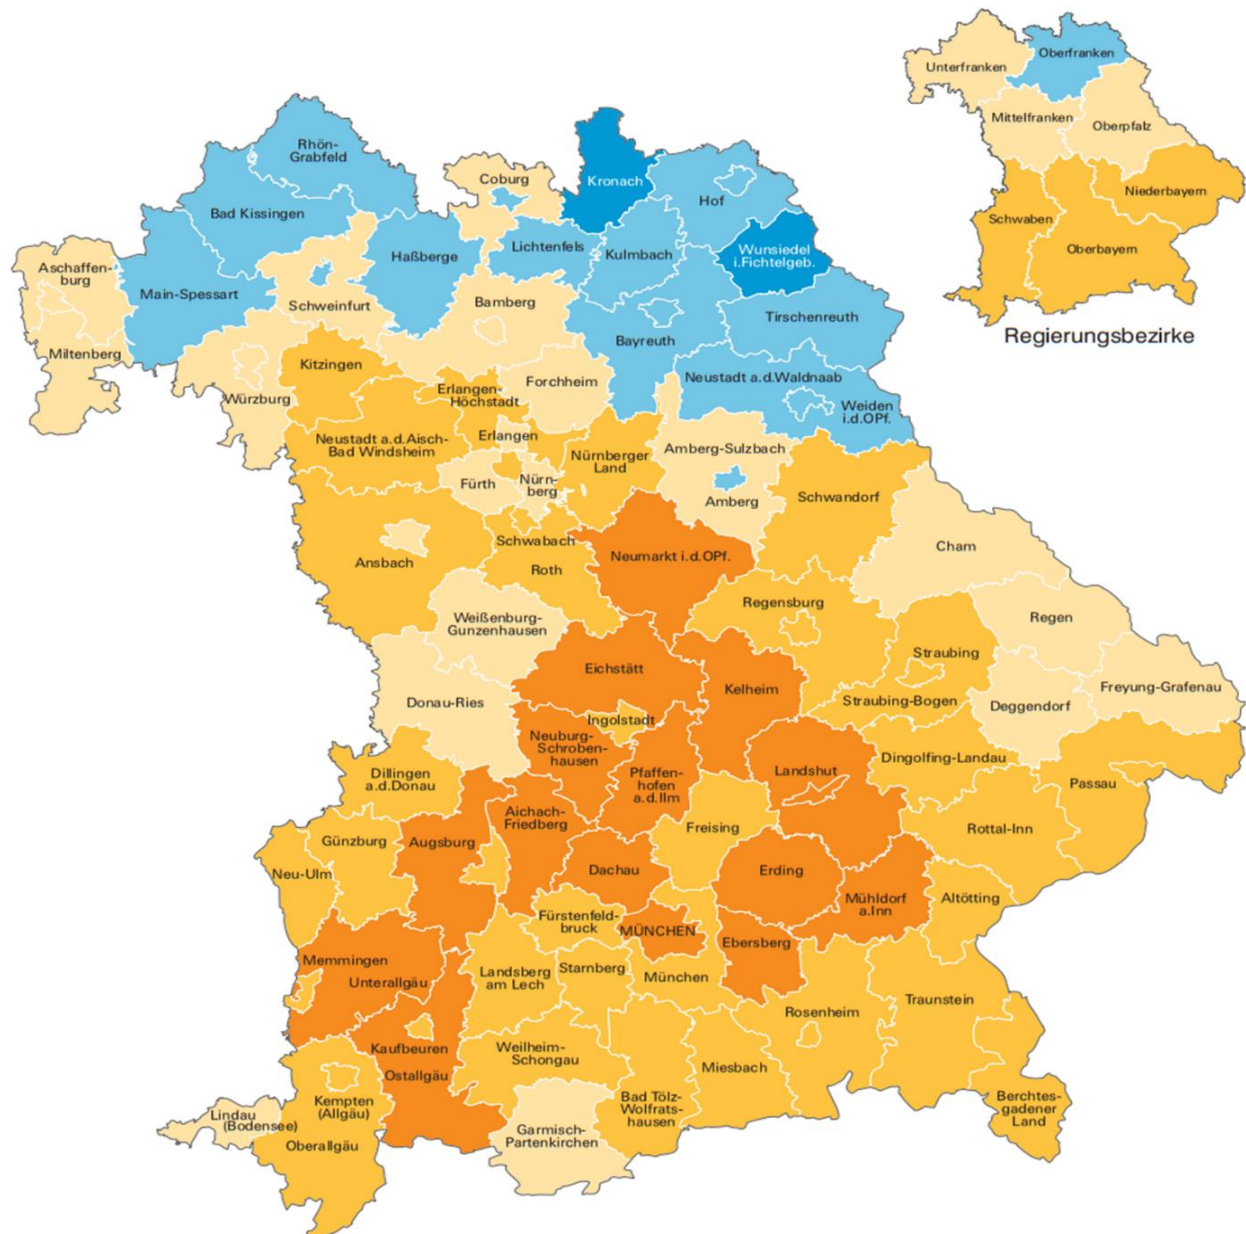 Oberfranken
Unterfranken
Mittelfranken
Oberpfalz
Niederbayern
Schwaben
Oberbayern
Regierungsbezirke
Rhön-
Grabfeld
Coburg
Kronach
Hof
Bad Kissingen
Lichtenfels
Kulmbach
Wunsiedel
i.Fichtelgeb.
Haßberge
Aschaffen-
burg
Main-Spessart
Schweinfurt
Bamberg
Tirschenreuth
Bayreuth
Miltenberg
Kitzingen
Forchheim
Neustadt a.d.Waldnaab
Würzburg
Erlangen-
Höchstadt
Weiden
i.d.OPf.
Neustadt a.d.Aisch-
Bad Windsheim
Erlangen
Nürnberger
Land
Amberg-Sulzbach
Fürth
Nürn-
berg
Amberg
Schwandorf
Schwabach
Ansbach
Roth
Neumarkt i.d.OPf.
Cham
Weißenburg-
Gunzenhausen
Regensburg
Regen
Eichstätt
Straubing
Kelheim
Freyung-Grafenau
Donau-Ries
Straubing-Bogen
Deggendorf
Ingolstadt
Neuburg-
Schroben-
hausen
Dillingen
a.d.Donau
Pfaffen-
hofen
a.d.Ilm
Landshut
Dingolfing-Landau
Passau
Aichach-
Friedberg
Freising
Rottal-Inn
Günzburg
Augsburg
Neu-Ulm
Dachau
Erding
Mühldorf
a.Inn
Altötting
Fürstenfeld-
bruck
MÜNCHEN
Ebersberg
Memmingen
Unterallgäu
Landsberg
am Lech
Starnberg
München
Traunstein
Rosenheim
Kaufbeuren
Ostallgäu
Weilheim-
Schongau
Miesbach
Kempten
(Allgäu)
Bad Tölz-
Wolfrats-
hausen
Berchtes-
gadener
Land
Lindau
(Bodensee)
Oberallgäu
Garmisch-
Partenkirchen